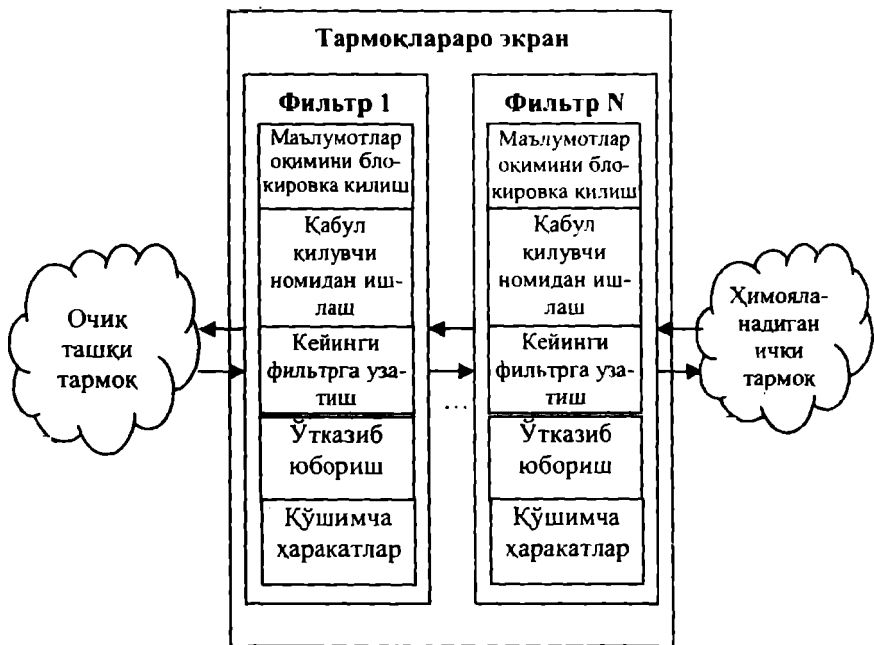 Тармоқлараро экран
Фильтр 1
Маълумотлар
оқимини бло-
кировка килиш
Қабул
қилувчи
номидан иш-
лаш
Кейинги
фильтрга уза-
тиш
Ўтказиб
юбориш
Қўшимча
ҳаракатлар
...
Фильтр N
Маълумотлар
оқимини бло-
кировка қилиш
Қабул
қилувчи
номидан иш-
лаш
Кейинги
фильтрга уза-
тиш
Ўтказиб
юбориш
Қўшимча
ҳаракатлар
Очиқ
ташқи
тармоқ
Ҳимояла-
надиган
ички
тармоқ